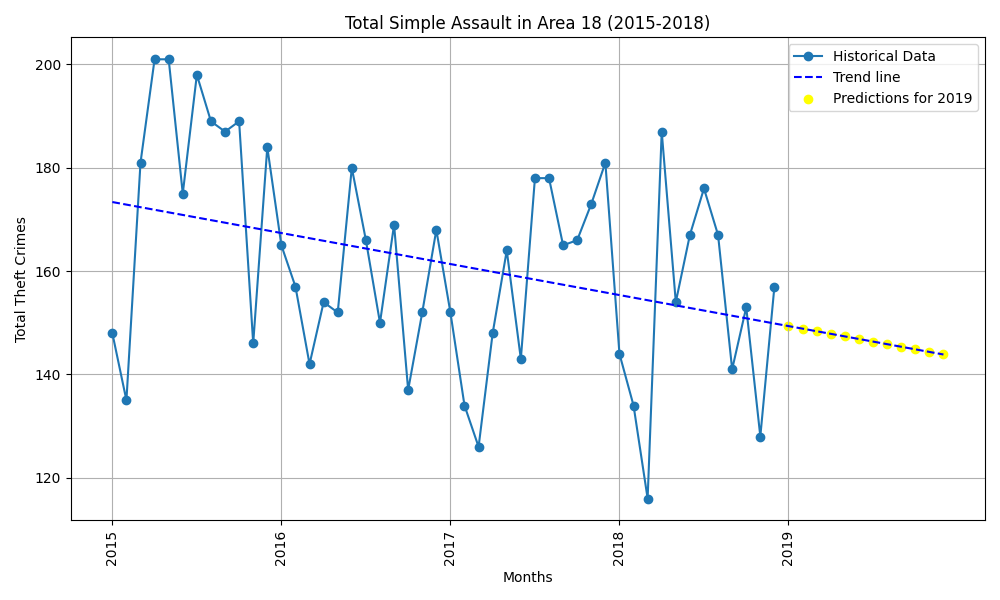 Total Simple Assault in Area 18 (2015-2018)
Historical Data
Trend line
Predictions for 2019
Total Theft Crimes
200
180
160
140
120
2015
2016
2017
2018
2019
Months